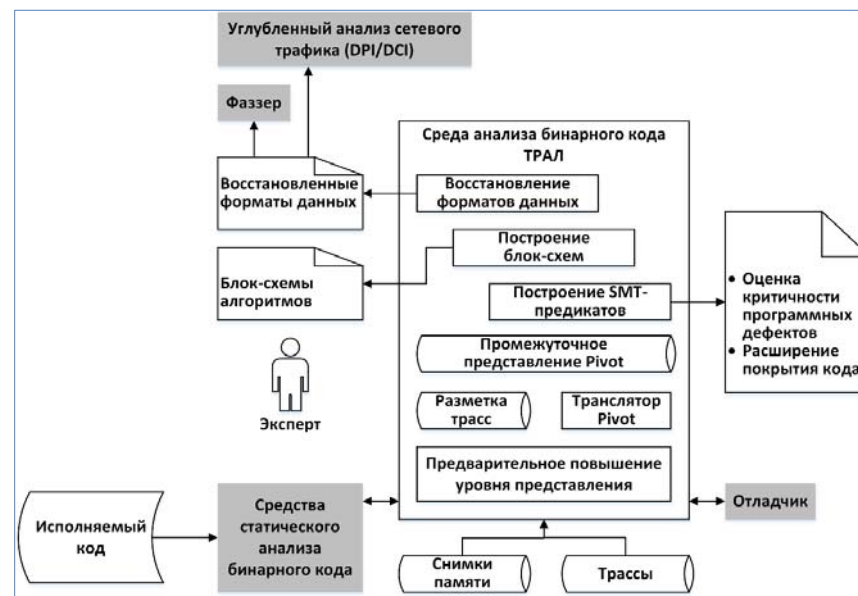 Углубленный анализ сетевого
трафика (DPI/DCI)
Фаззер
Среда анализа бинарного кода
ТРАЛ
Восстановленные
форматы данных
Восстановление
форматов данных
Построение
блок-схем
Блок-схемы
алгоритмов
Построение SMT-
предикатов
• Оценка
критичности
программных
дефектов
• Расширение
покрытия кода
Промежуточное
представление Pivot
Эксперт
Разметка
трасс
Транслятор
Pivot
Предварительное повышение
уровня представления
Исполняемый
код
Средства
статического
анализа
бинарного кода
Отладчик
Снимки
памяти
Трассы